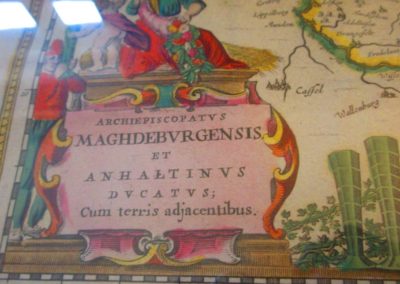 ARCHIEPISCOPATVS
MAGHDEBVRGENSIS,
ET
ANHALTINVS
DVCATVS;
Cum terris adjacentibus.
Cassel